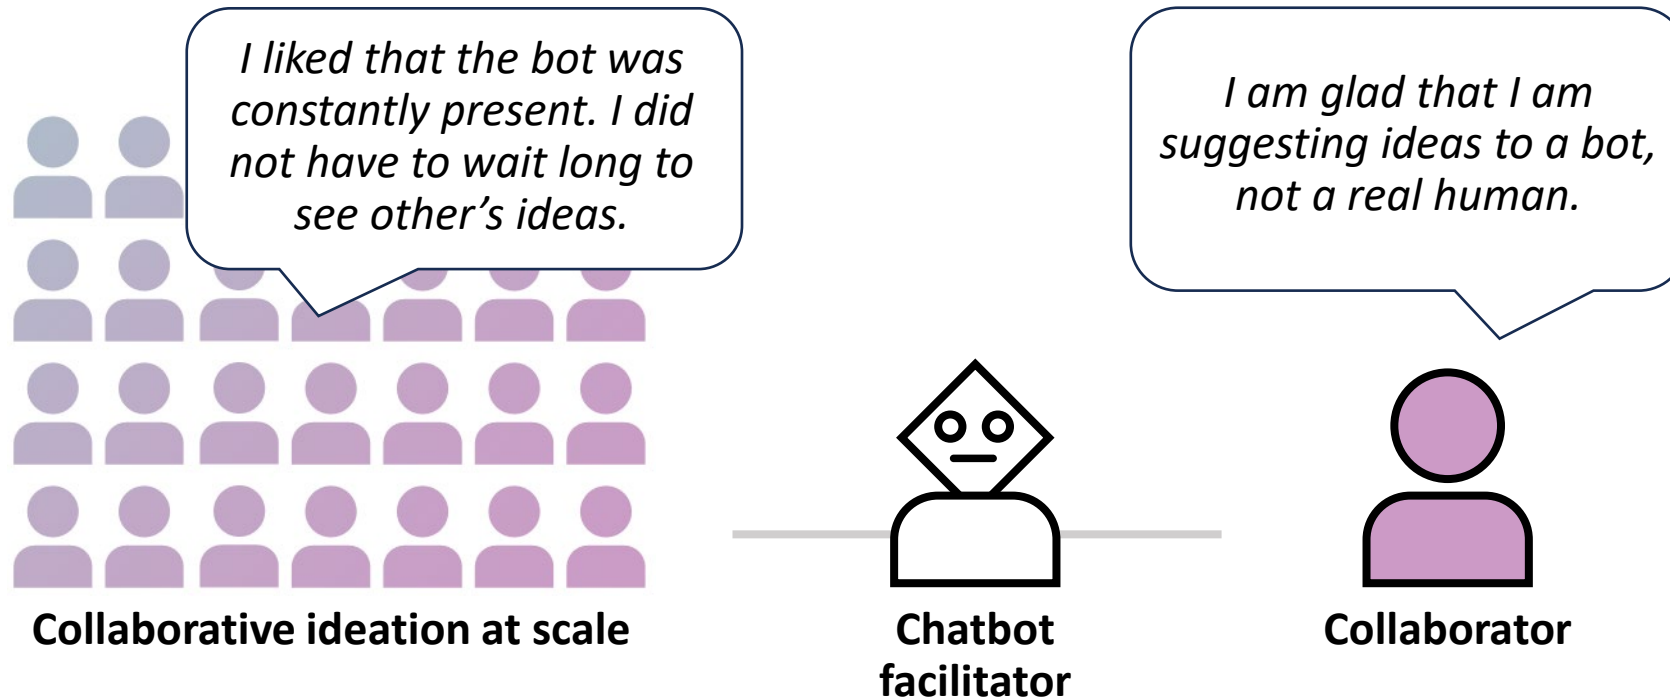 I liked that the bot was
constantly present. I did
not have to wait long to
see other’s ideas.
I am glad that I am
suggesting ideas to a bot,
not a real human.
Collaborative ideation at scale
Chatbot
facilitator
Collaborator